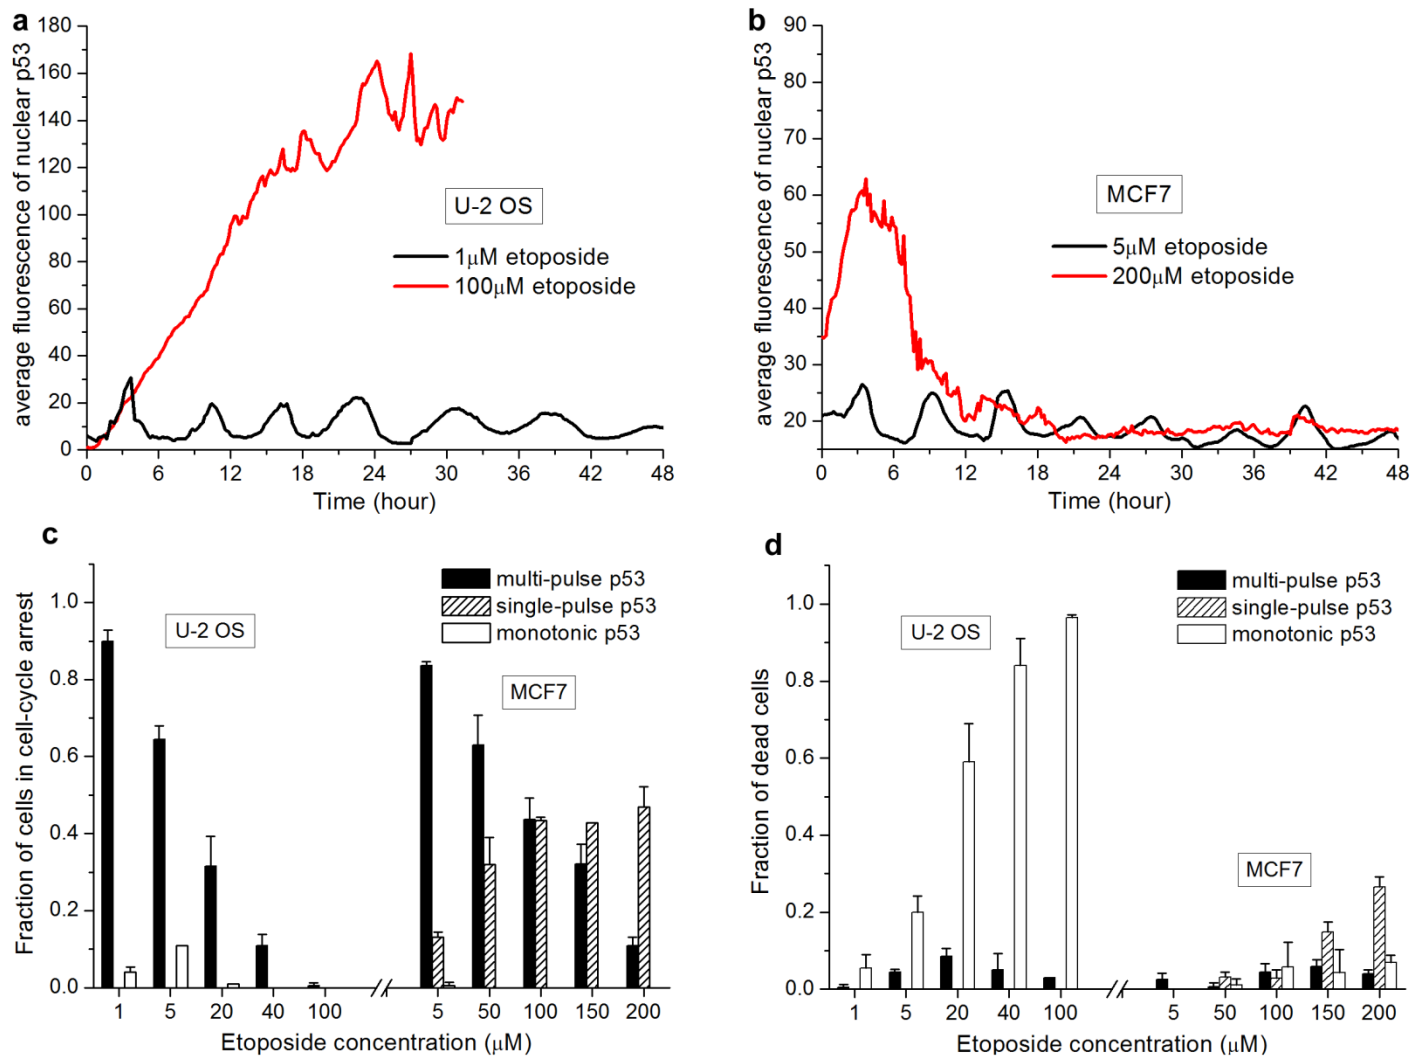 a
average fluorescence of nuclear p53
180
160
140
120
100
80
60
40
20
0
U-2 OS
1μM etoposide
100μM etoposide
0 6 12 18 24 30 36 42 48
Time (hour)
b
average fluorescence of nuclear p53
90
80
70
60
50
40
30
20
MCF7
5μM etoposide
200μM etoposide
0 6 12 18 24 30 36 42 48
Time (hour)
c
Fraction of cells in cell-cycle arrest
1.0
0.8
0.6
0.4
0.2
0.0
multi-pulse p53
single-pulse p53
monotonic p53
U-2 OS
MCF7
1 5 20 40 100 5 50 100 150 200
Etoposide concentration (μM)
d
Fraction of dead cells
1.0
0.8
0.6
0.4
0.2
0.0
multi-pulse p53
single-pulse p53
monotonic p53
U-2 OS
MCF7
1 5 20 40 100 5 50 100 150 200
Etoposide concentration (μM)